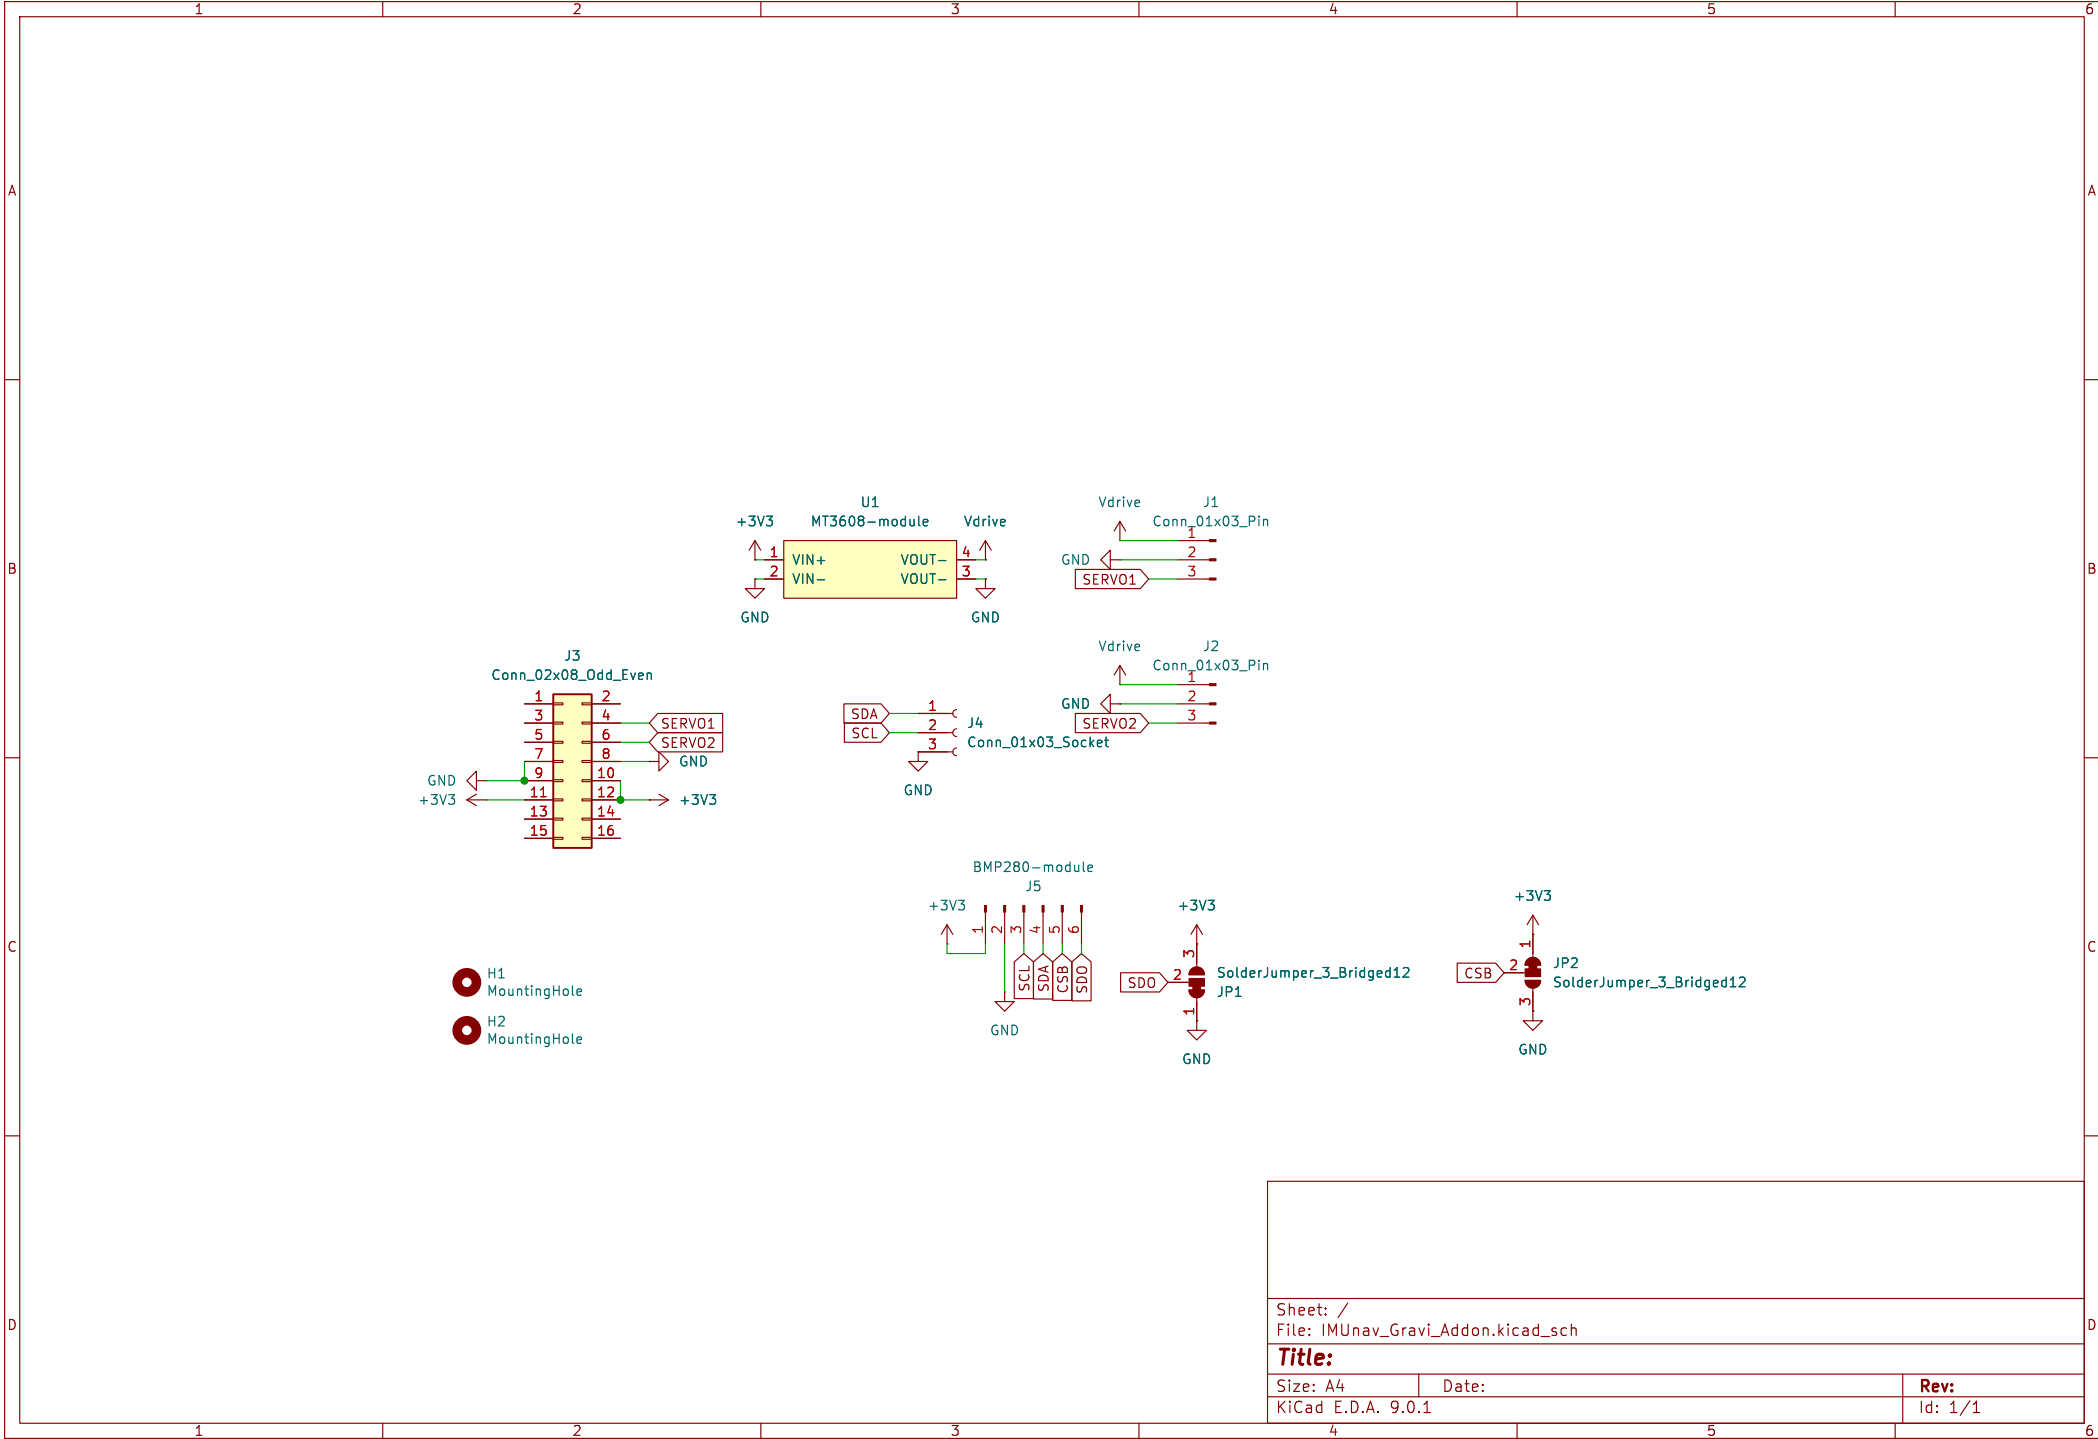 1 2 3 4 5 6
A A
B B
C C
D D
U1
MT3608-module
+3V3
Vdrive
1 VIN+ VOUT- 4
2 VIN- VOUT- 3
GND GND
Vdrive J1
Conn_01x03_Pin
1
GND 2
SERVO1 3
Vdrive J2
Conn_01x03_Pin
1
GND 2
SERVO2 3
J3
Conn_02x08_Odd_Even
1 2
3 4 SERVO1
5 6 SERVO2
7 8 GND
GND 9 10
+3V3 11 12 +3V3
13 14
15 16
SDA 1
SCL 2
3
J4
Conn_01x03_Socket
GND
BMP280-module
J5
+3V3
1 2 3 4 5 6
SCL SDA CSB SDO
GND
+3V3
3
SDO 2
SolderJumper_3_Bridged12
JP1
1
GND
+3V3
1
CSB 2
JP2
SolderJumper_3_Bridged12
3
GND
H1
MountingHole
H2
MountingHole
Sheet: /
File: IMUnav_Gravi_Addon.kicad_sch
Title:
Size: A4 Date: Rev:
KiCad E.D.A. 9.0.1 Id: 1/1
1 2 3 4 5 6